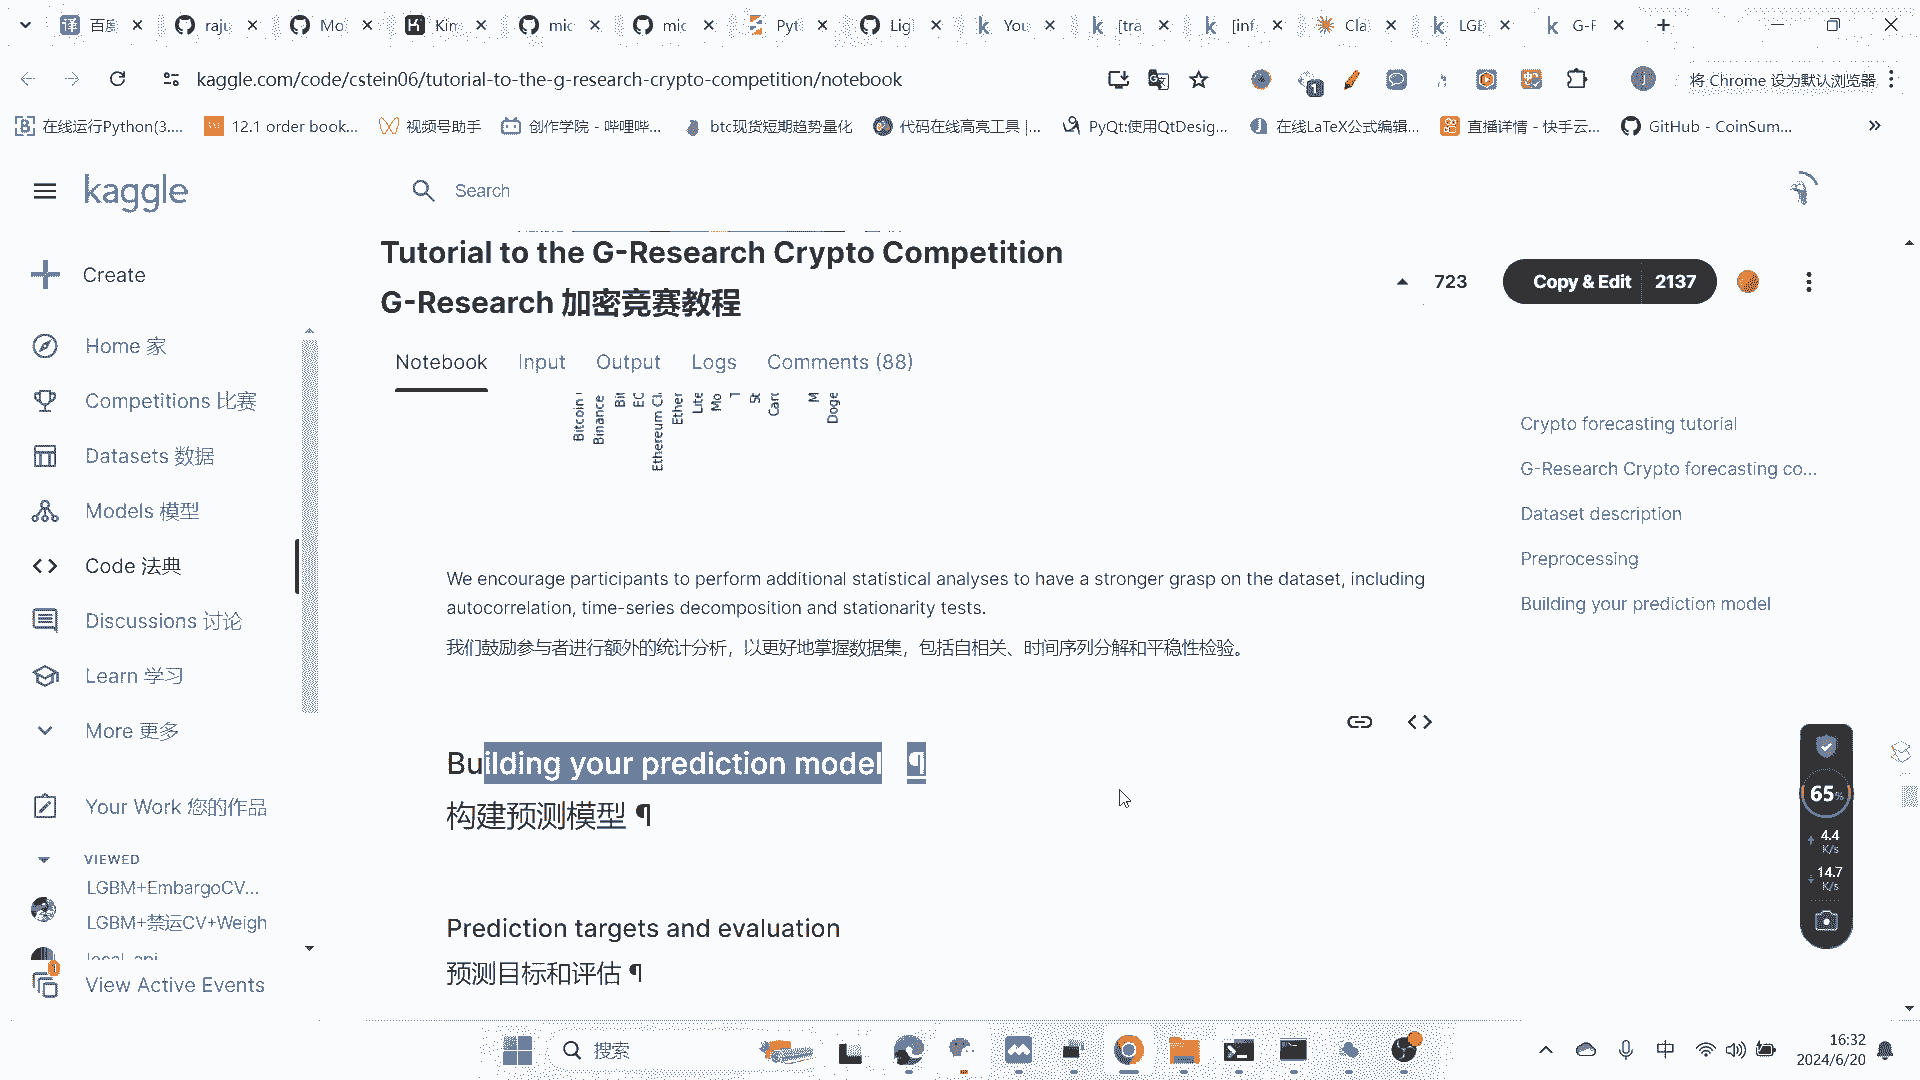 百度
raju
Mo
Kin
mic
mic
Pyt
Lig
You
[tra
[inf
Cla
LGE
G-F
kaggle.com/code/cstein06/tutorial-to-the-g-research-crypto-competition/notebook
1
将 Chrome 设为默认浏览器
在线运行Python(3....
12.1 order book...
视频号助手
创作学院 - 哔哩哔...
btc现货短期趋势量化
代码在线高亮工具 |...
PyQt:使用QtDesig...
在线LaTeX公式编辑...
直播详情 - 快手云...
GitHub - CoinSum...
kaggle
Search
Create
Home 家
Competitions 比赛
Datasets 数据
Models 模型
Code 法典
Discussions 讨论
Learn 学习
More 更多
Your Work 您的作品
VIEWED
LGBM+EmbargoCV...
LGBM+禁运CV+Weigh
View Active Events
Tutorial to the G-Research Crypto Competition
G-Research 加密竞赛教程
723
Copy & Edit
2137
Notebook
Input
Output
Logs
Comments (88)
Bitcoin
Binance
Bit
EO
Ethereum Cl
Ether
Lite
Mo
St
Card
M
Doge
We encourage participants to perform additional statistical analyses to have a stronger grasp on the dataset, including
autocorrelation, time-series decomposition and stationarity tests.
我们鼓励参与者进行额外的统计分析，以更好地掌握数据集，包括自相关、时间序列分解和平稳性检验。
Building your prediction model ¶
构建预测模型 ¶
Prediction targets and evaluation
预测目标和评估 ¶
Crypto forecasting tutorial
G-Research Crypto forecasting co...
Dataset description
Preprocessing
Building your prediction model
65%
4.4
K/s
14.7
K/s
搜索
中
16:32
2024/6/20